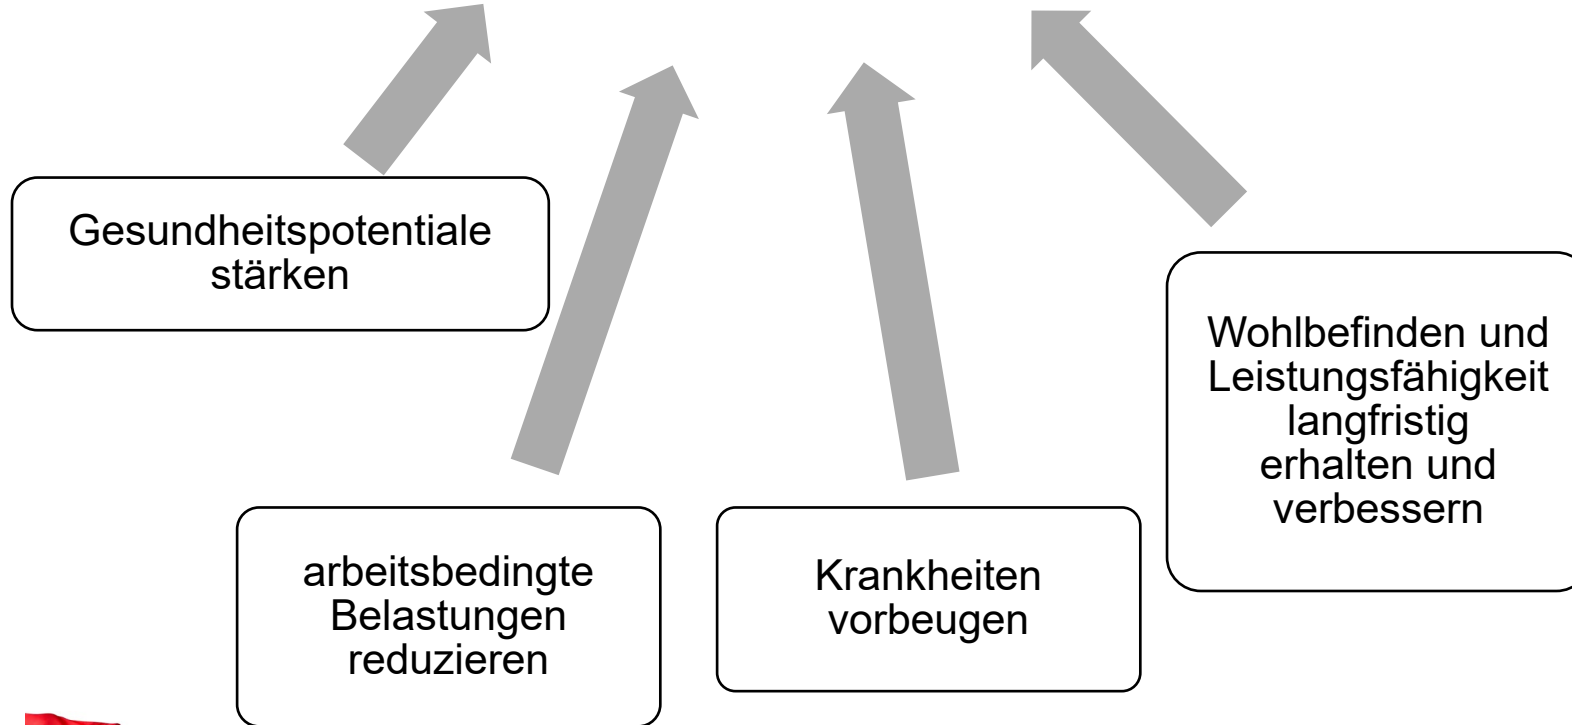 Gesundheitspotentiale
stärken
arbeitsbedingte
Belastungen
reduzieren
Krankheiten
vorbeugen
Wohlbefinden und
Leistungsfähigkeit
langfristig
erhalten und
verbessern